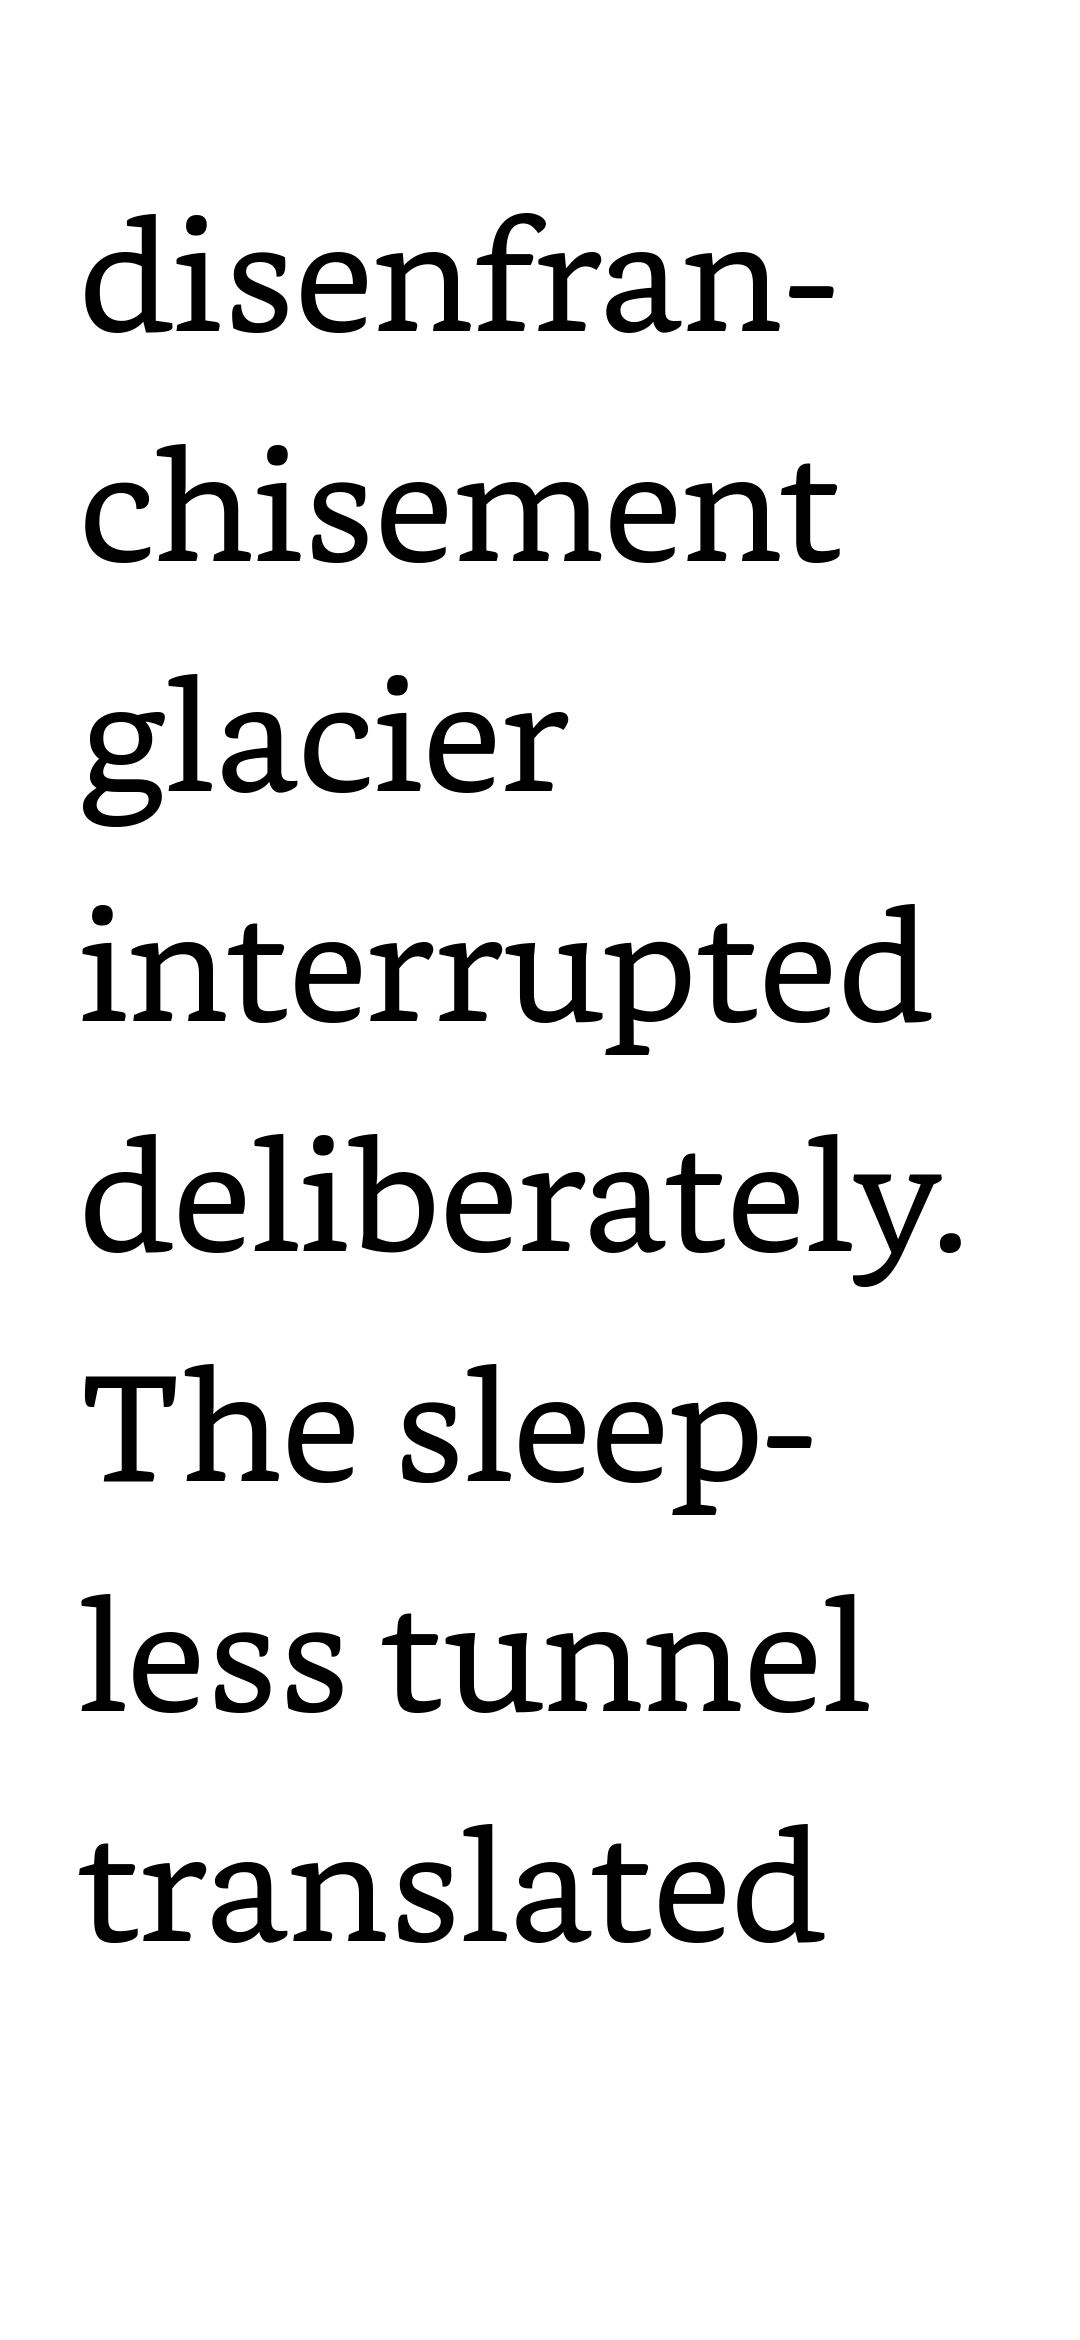 disenfran-
chisement
glacier
interrupted
deliberately.
The sleep-
less tunnel
translated